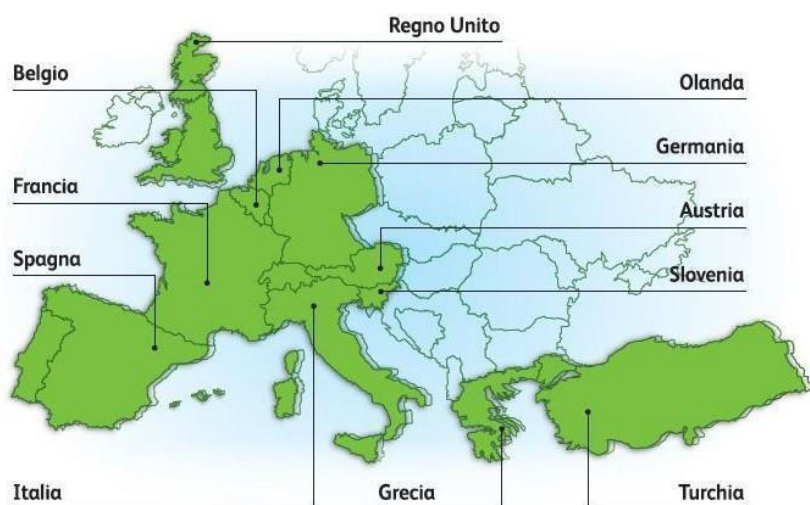 Regno Unito
Belgio
Olanda
Germania
Francia
Austria
Spagna
Slovenia
Italia
Grecia
Turchia